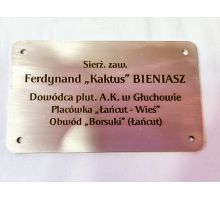 Sierż. zaw.
Ferdynand „Kaktus” BIENIASZ
Dowódca plut. A.K. w Głuchowie
Placówka „Łańcut - Wieś”
Obwód „Borsuki” (Łańcut)